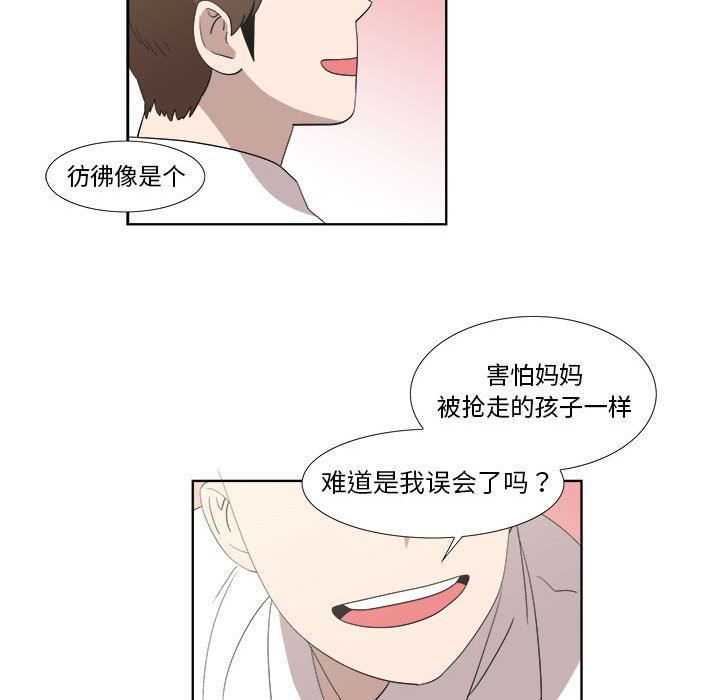 彷彿像是个
害怕妈妈
被抢走的孩子一样
难道是我误会了吗？